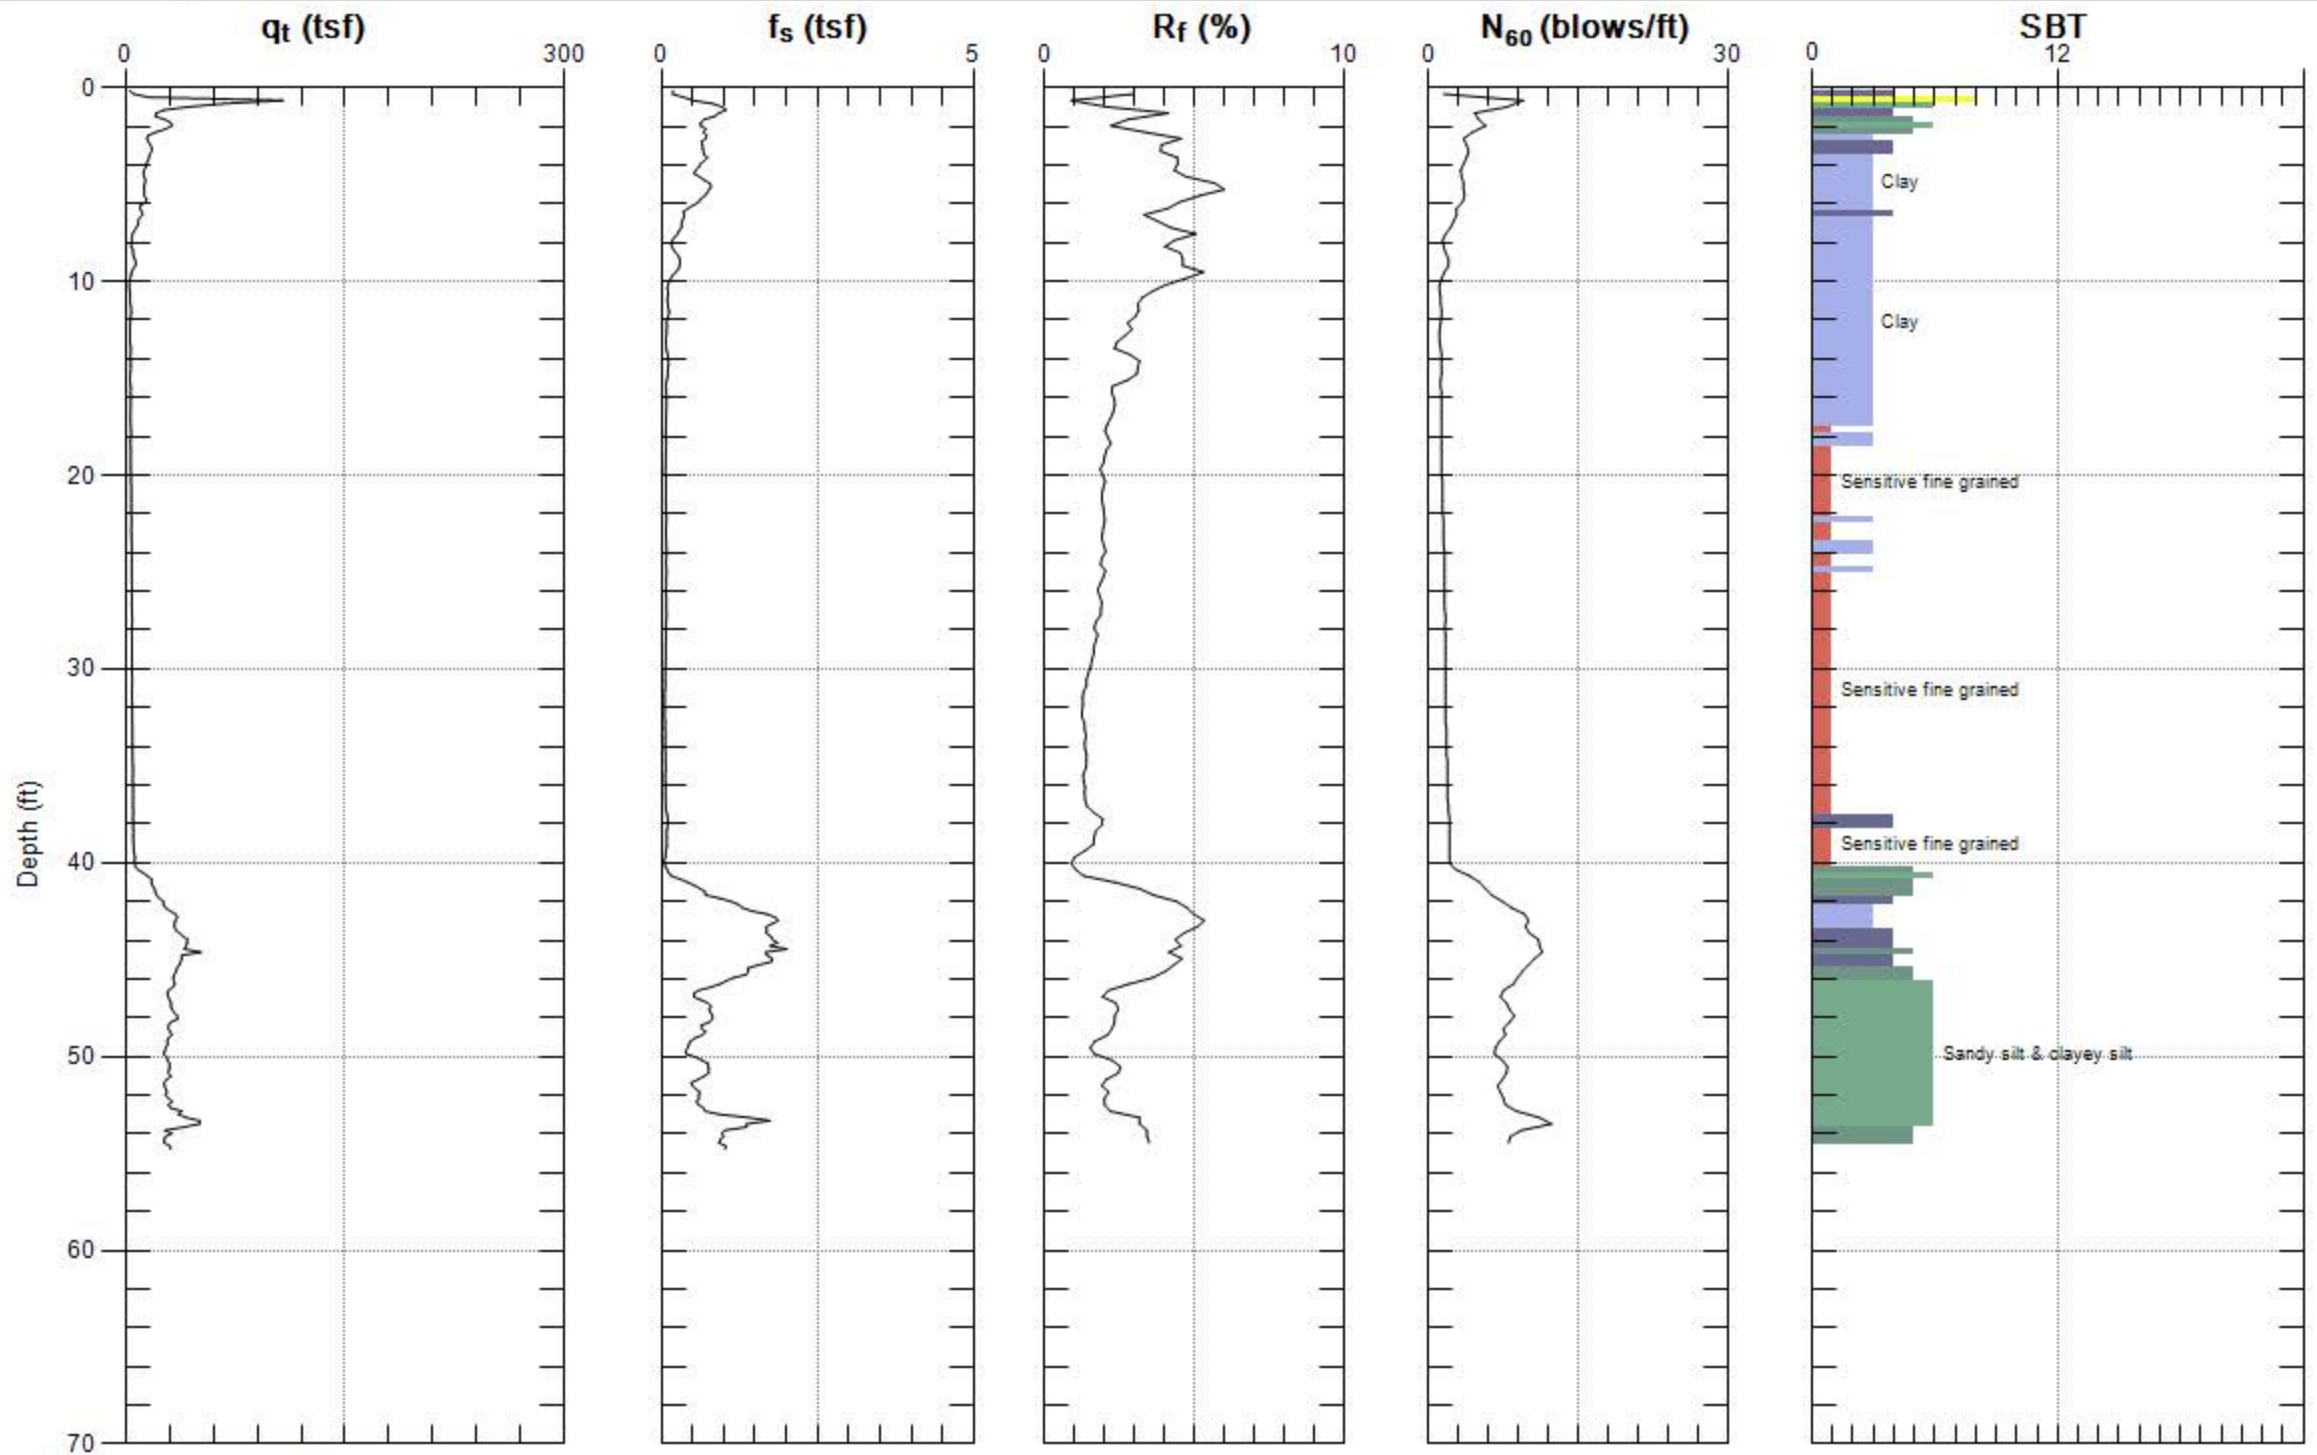 qt (tsf) fs (tsf) Rf (%) N60 (blows/ft) SBT
0 300 0 5 0 10 0 30 0 12
0
Clay
10
Clay
20
Sensitive fine grained
30
Sensitive fine grained
Depth (ft)
Sensitive fine grained
40
50
Sandy silt & clayey silt
60
70